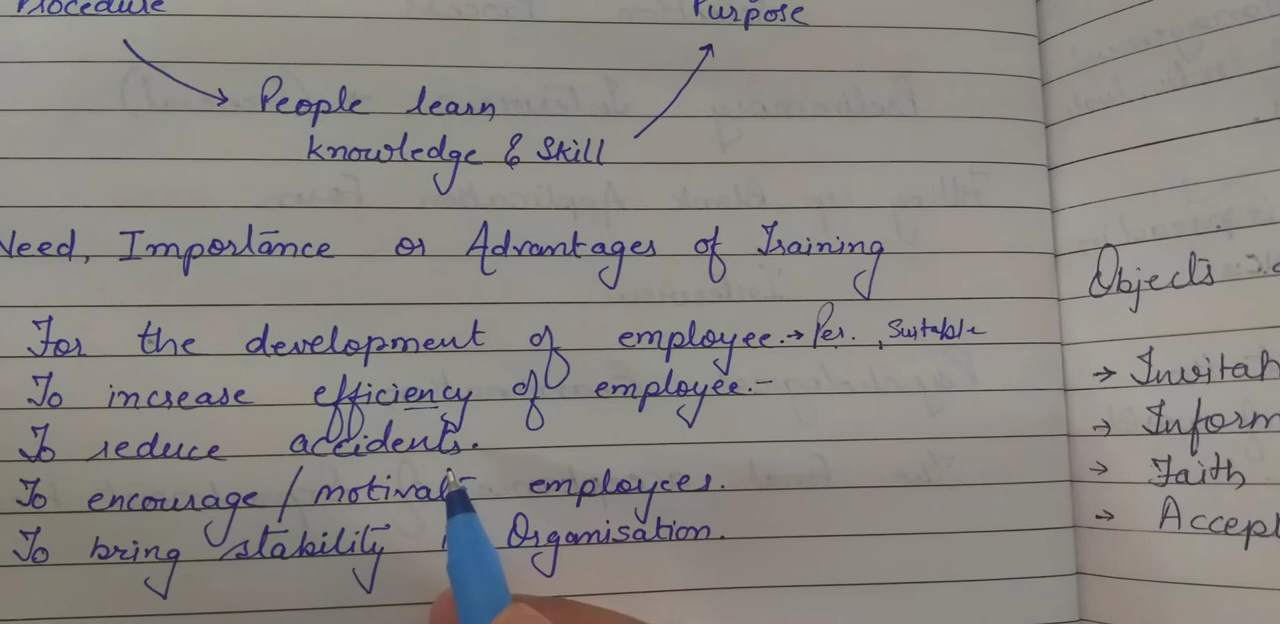 Procedure
Purpose
People learn
knowledge & Skill
Need, Importance or Advantages of Training
For the development of employee.→ Per. , Suitable
To increase efficiency of employee.-
To reduce accidents.
To encourage / motivate employees.
To bring stability Organisation.
Objects
→ Invitat
→ Inform
→ Faith
→ Accept